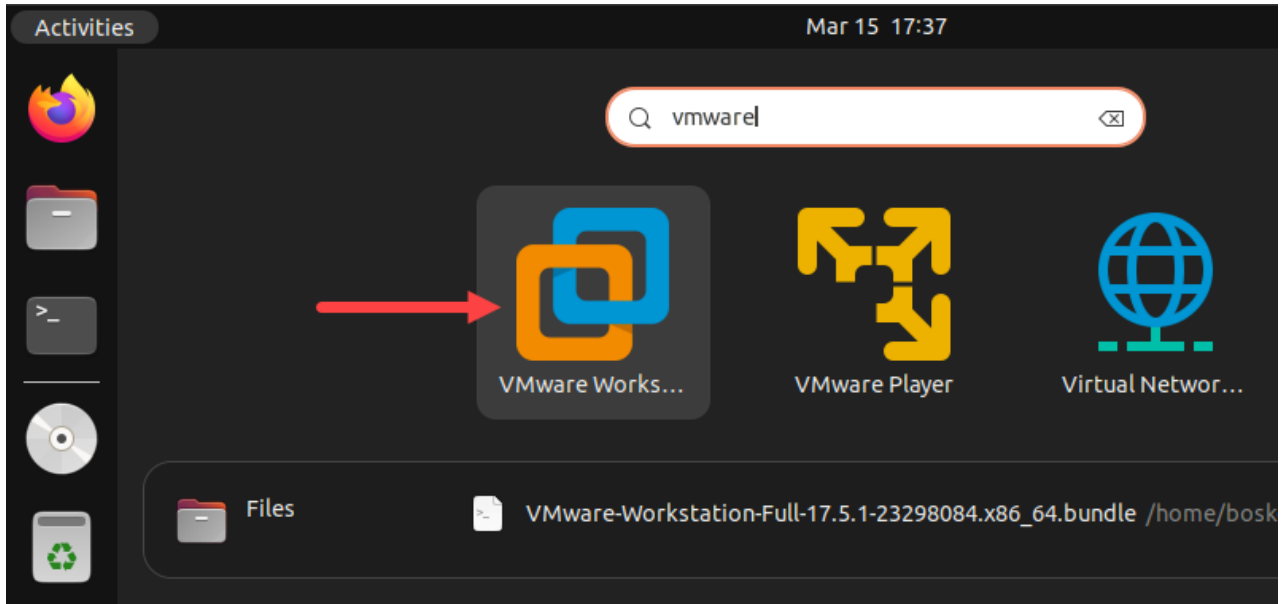 Activities
Mar 15 17:37
vmware
>_
VMware Works...
VMware Player
Virtual Networ...
Files
>_
VMware-Workstation-Full-17.5.1-23298084.x86_64.bundle /home/bosk